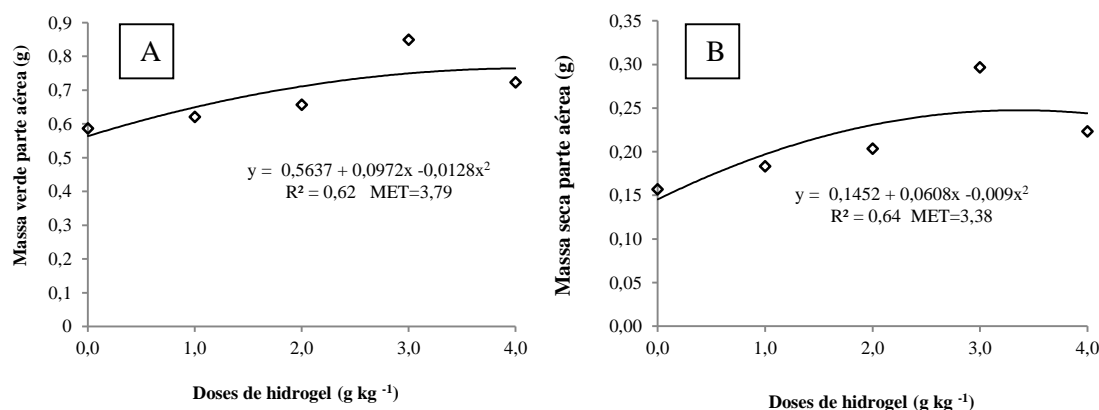 A
Massa verde parte aérea (g)
0,9
0,8
0,7
0,6
0,5
0,4
0,3
0,2
0,1
0
y = 0,5637 + 0,0972x -0,0128x²
R² = 0,62 MET=3,79
0,0 1,0 2,0 3,0 4,0
Doses de hidrogel (g kg -¹)
B
Massa seca parte aérea (g)
0,35
0,30
0,25
0,20
0,15
0,10
0,05
0,00
y = 0,1452 + 0,0608x -0,009x²
R² = 0,64 MET=3,38
0,0 1,0 2,0 3,0 4,0
Doses de hidrogel (g kg -¹)